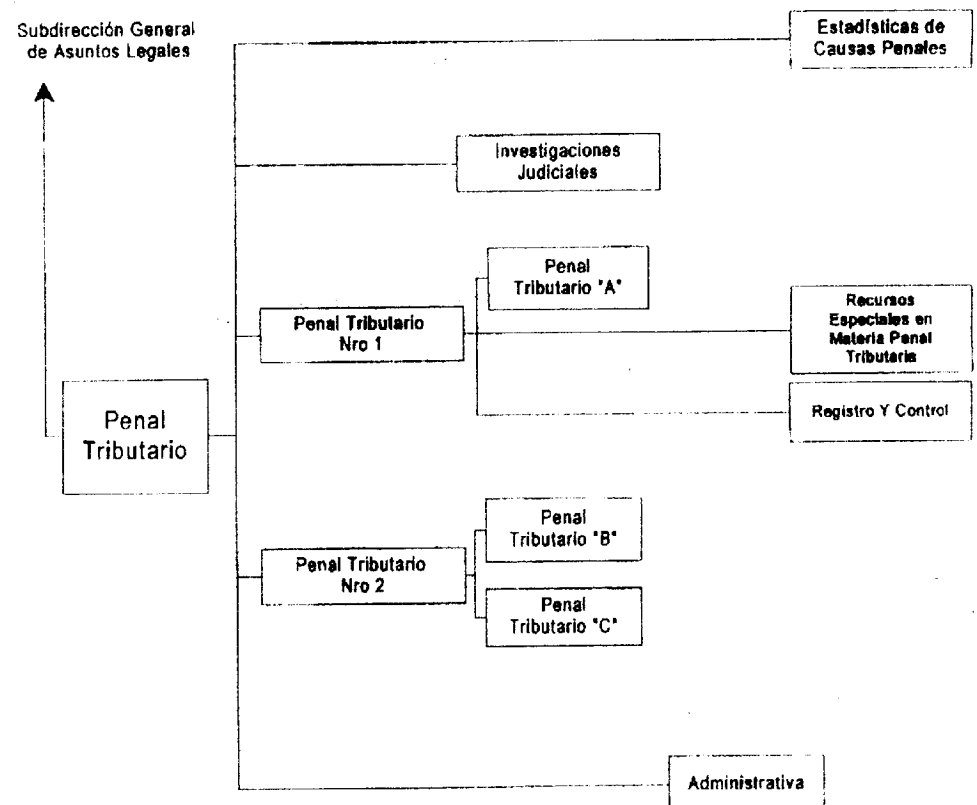 Subdirección General
de Asuntos Legales
Estadísticas de
Causas Penales
Investigaciones
Judiciales
Penal
Tributario "A"
Penal Tributario
Nro 1
Recursos
Especiales en
Materia Penal
Tributaria
Registro Y Control
Penal
Tributario
Penal
Tributario "B"
Penal Tributario
Nro 2
Penal
Tributario "C"
Administrativa